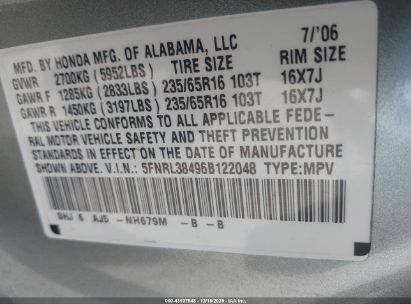 MFD. BY HONDA MFG. OF ALABAMA, LLC 7/'06
GVWR 2700KG (5952LBS) TIRE SIZE RIM SIZE
GAWR F 1285KG (2833LBS) 235/65R16 103T 16X7J
GAWR R 1450KG (3197LBS) 235/65R16 103T 16X7J
THIS VEHICLE CONFORMS TO ALL APPLICABLE FEDE-
RAL MOTOR VEHICLE SAFETY AND THEFT PREVENTION
STANDARDS IN EFFECT ON THE DATE OF MANUFACTURE
SHOWN ABOVE. V.I.N.: 5FNRL38496B122048 TYPE:MPV
SHJ 6 AJ5 -NH679M -B -B